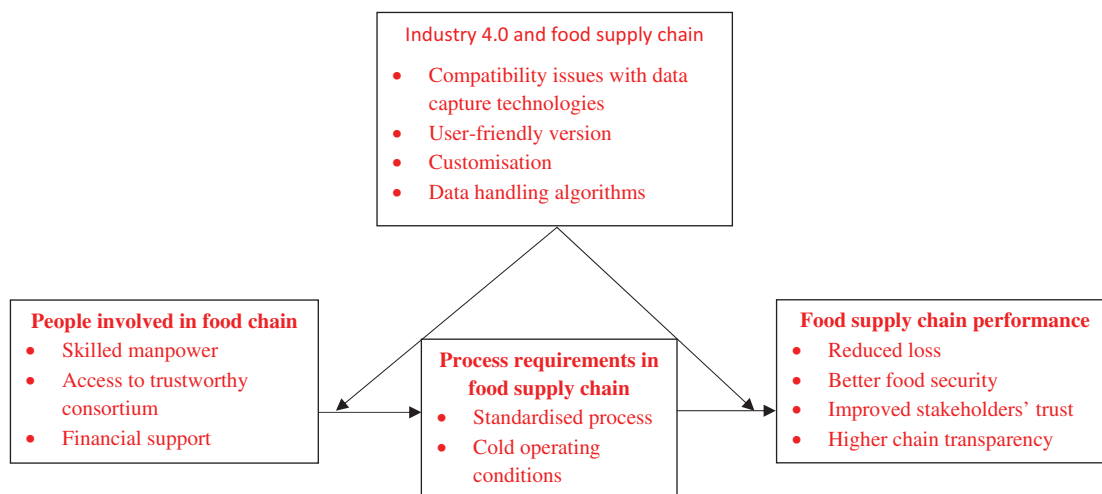 Industry 4.0 and food supply chain
• Compatibility issues with data
capture technologies
• User-friendly version
• Customisation
• Data handling algorithms
People involved in food chain
• Skilled manpower
• Access to trustworthy
consortium
• Financial support
Process requirements in
food supply chain
• Standardised process
• Cold operating
conditions
Food supply chain performance
• Reduced loss
• Better food security
• Improved stakeholders’ trust
• Higher chain transparency